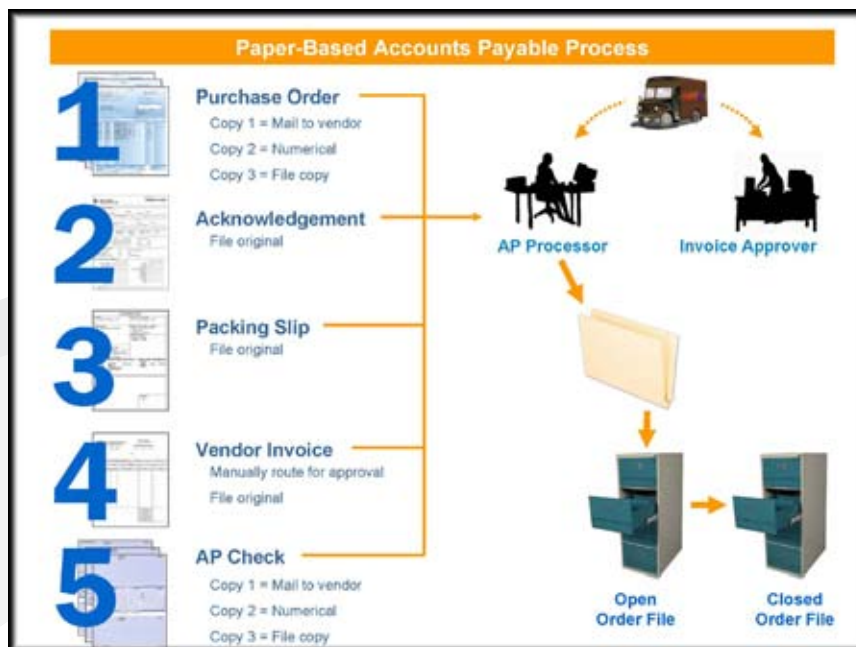 Paper-Based Accounts Payable Process
1
Purchase Order
Copy 1 = Mail to vendor
Copy 2 = Numerical
Copy 3 = File copy
2
Acknowledgement
File original
3
Packing Slip
File original
4
Vendor Invoice
Manually route for approval
File original
5
AP Check
Copy 1 = Mail to vendor
Copy 2 = Numerical
Copy 3 = File copy
AP Processor
Invoice Approver
Open
Order File
Closed
Order File